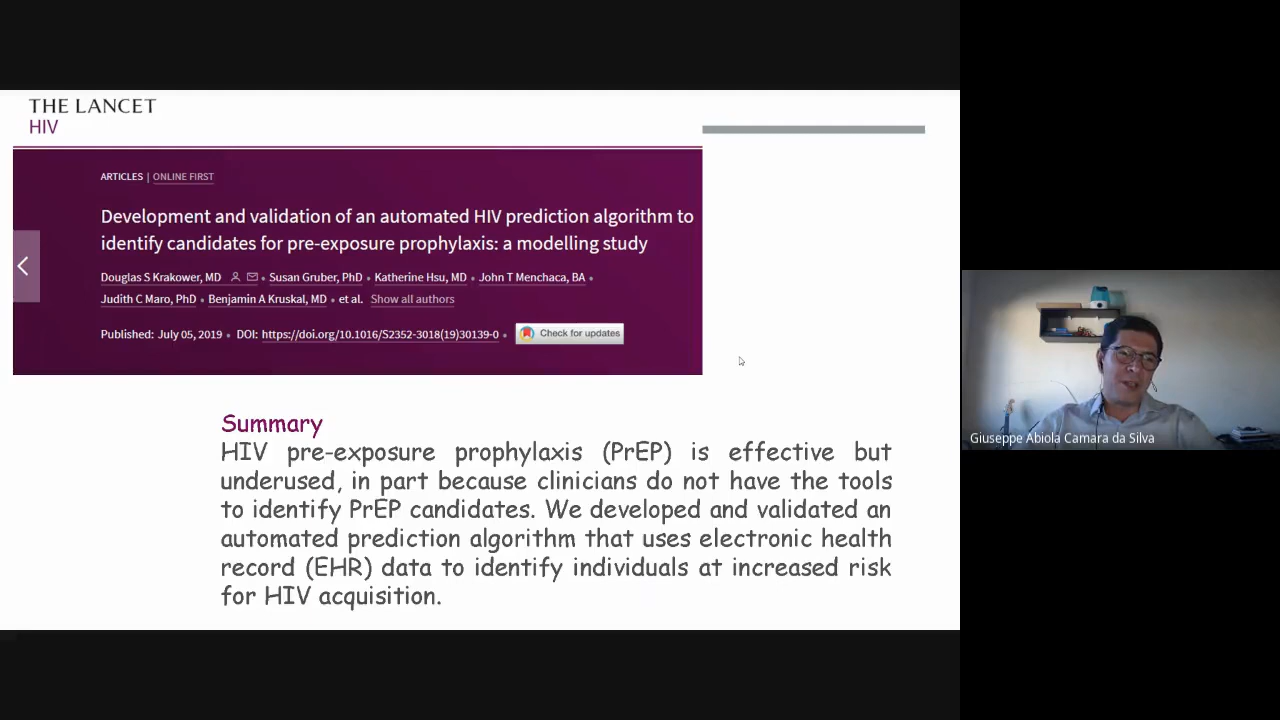 THE LANCET
HIV
ARTICLES | ONLINE FIRST
Development and validation of an automated HIV prediction algorithm to
identify candidates for pre-exposure prophylaxis: a modelling study
Douglas S Krakower, MD • Susan Gruber, PhD • Katherine Hsu, MD • John T Menchaca, BA •
Judith C Maro, PhD • Benjamin A Kruskal, MD • et al. Show all authors
Published: July 05, 2019 • DOI: https://doi.org/10.1016/S2352-3018(19)30139-0 • Check for updates
Summary
HIV pre-exposure prophylaxis (PrEP) is effective but
underused, in part because clinicians do not have the tools
to identify PrEP candidates. We developed and validated an
automated prediction algorithm that uses electronic health
record (EHR) data to identify individuals at increased risk
for HIV acquisition.
Giuseppe Abiola Camara da Silva